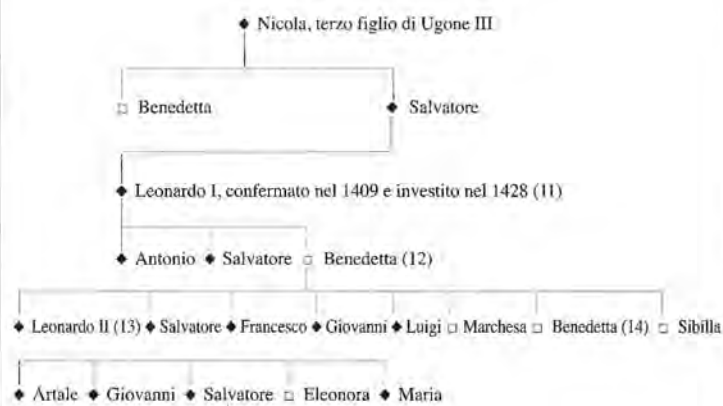 Nicola, terzo figlio di Ugone III
Benedetta Salvatore
Leonardo I, confermato nel 1409 e investito nel 1428 (11)
Antonio Salvatore Benedetta (12)
Leonardo II (13) Salvatore Francesco Giovanni Luigi Marchesa Benedetta (14) Sibilla
Artale Giovanni Salvatore Eleonora Maria